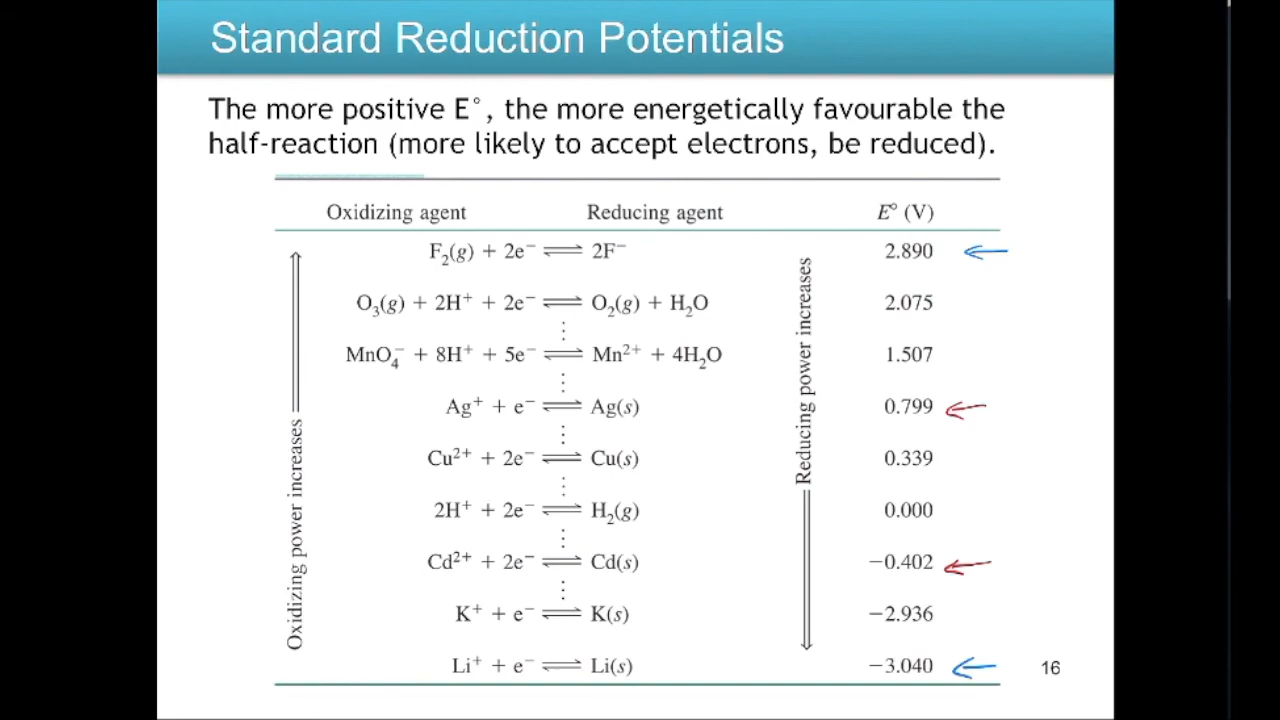 Standard Reduction Potentials
The more positive E°, the more energetically favourable the
half-reaction (more likely to accept electrons, be reduced).
Oxidizing agent Reducing agent E° (V)
F₂(g) + 2e⁻ ⇌ 2F⁻ 2.890
O₃(g) + 2H⁺ + 2e⁻ ⇌ O₂(g) + H₂O 2.075
⋮
MnO₄⁻ + 8H⁺ + 5e⁻ ⇌ Mn²⁺ + 4H₂O 1.507
⋮
Ag⁺ + e⁻ ⇌ Ag(s) 0.799
⋮
Cu²⁺ + 2e⁻ ⇌ Cu(s) 0.339
⋮
2H⁺ + 2e⁻ ⇌ H₂(g) 0.000
⋮
Cd²⁺ + 2e⁻ ⇌ Cd(s) −0.402
⋮
K⁺ + e⁻ ⇌ K(s) −2.936
Li⁺ + e⁻ ⇌ Li(s) −3.040
Oxidizing power increases
Reducing power increases
16